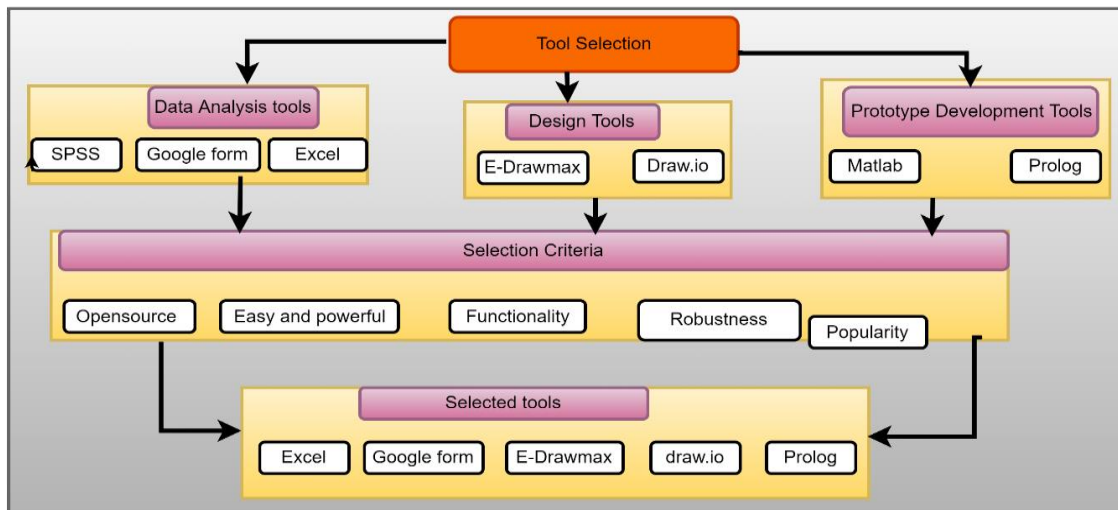 Tool Selection
Data Analysis tools
SPSS
Google form
Excel
Design Tools
E-Drawmax
Draw.io
Prototype Development Tools
Matlab
Prolog
Selection Criteria
Opensource
Easy and powerful
Functionality
Robustness
Popularity
Selected tools
Excel
Google form
E-Drawmax
draw.io
Prolog